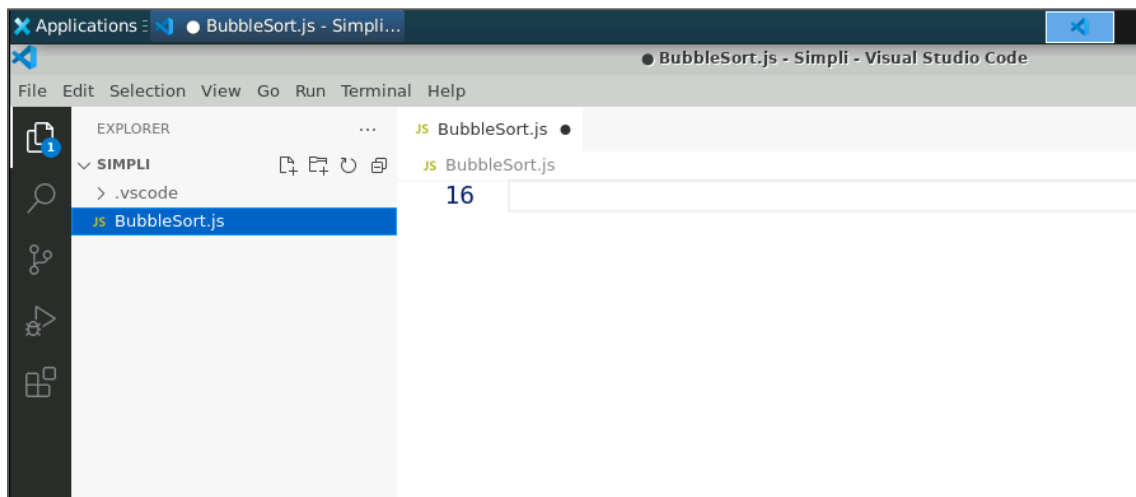 Applications
● BubbleSort.js - Simpli...
● BubbleSort.js - Simpli - Visual Studio Code
File Edit Selection View Go Run Terminal Help
EXPLORER ...
JS BubbleSort.js ●
1
SIMPLI
JS BubbleSort.js
> .vscode
16
JS BubbleSort.js